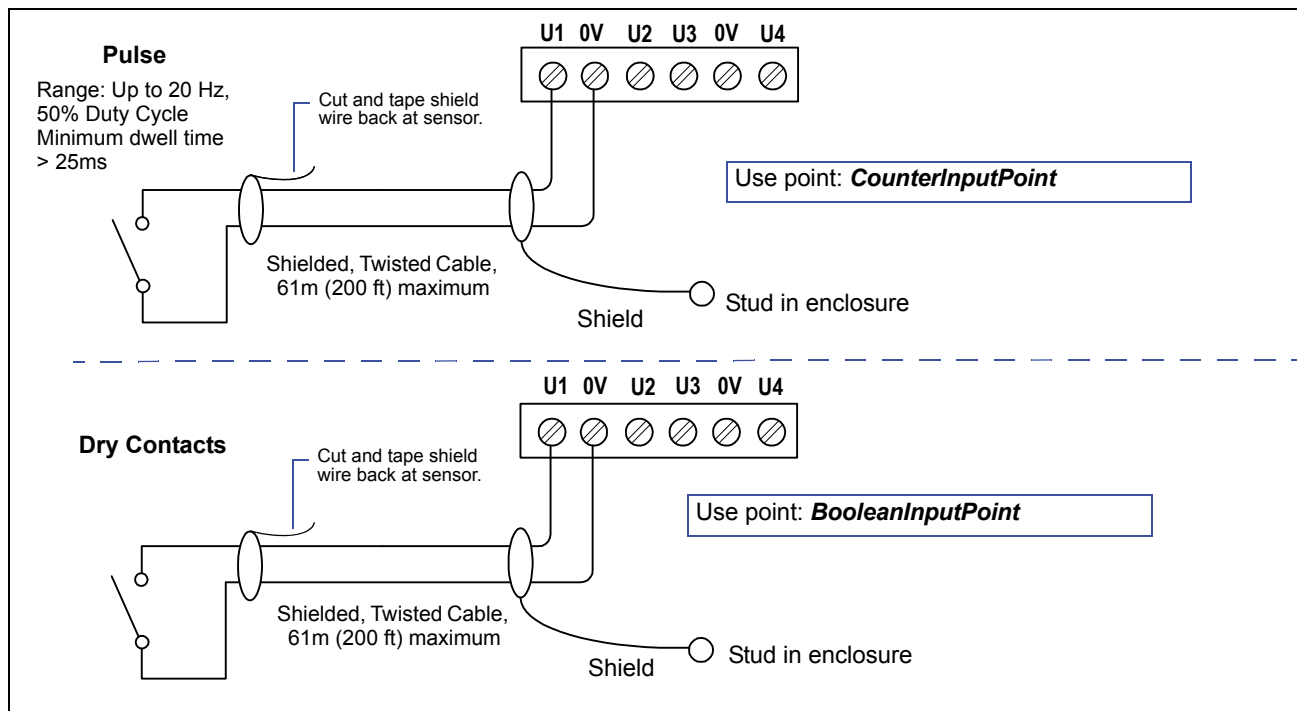 U1 0V U2 U3 0V U4
Pulse
Range: Up to 20 Hz,
50% Duty Cycle
Minimum dwell time
> 25ms
Cut and tape shield
wire back at sensor.
Use point: CounterInputPoint
Shielded, Twisted Cable,
61m (200 ft) maximum
Shield
Stud in enclosure
U1 0V U2 U3 0V U4
Dry Contacts
Cut and tape shield
wire back at sensor.
Use point: BooleanInputPoint
Shielded, Twisted Cable,
61m (200 ft) maximum
Shield
Stud in enclosure